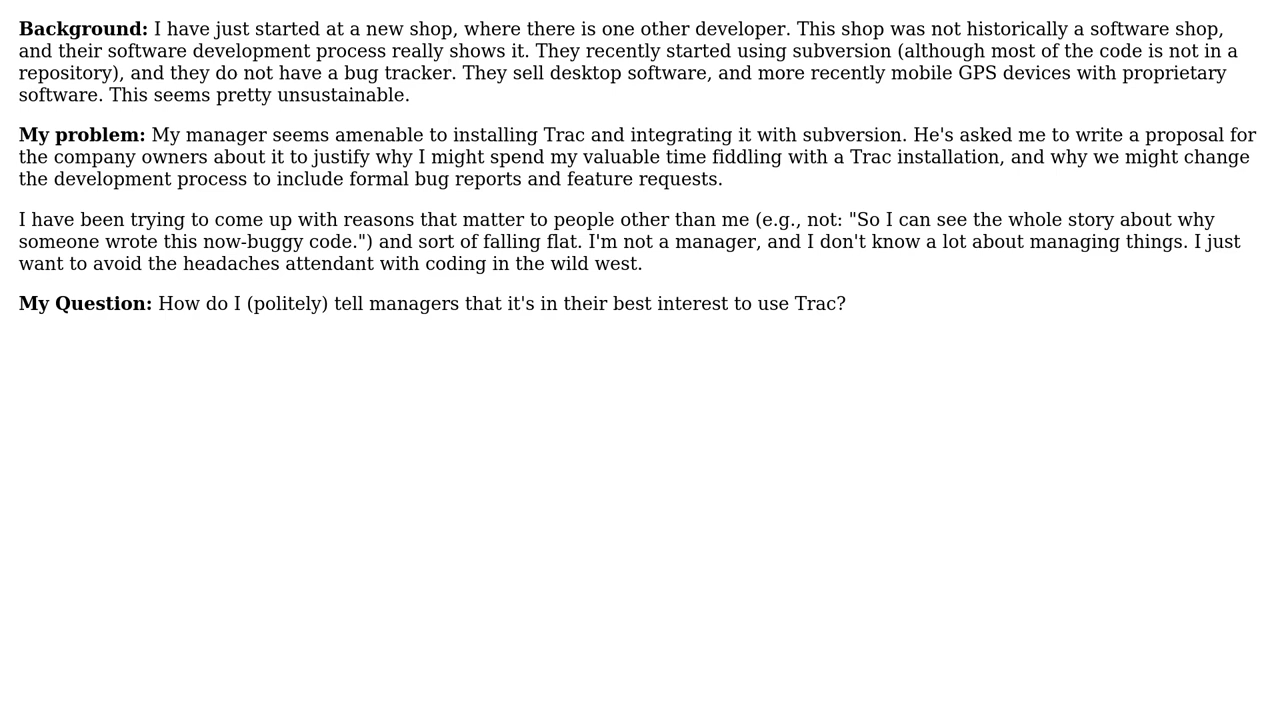 Background: I have just started at a new shop, where there is one other developer. This shop was not historically a software shop,
and their software development process really shows it. They recently started using subversion (although most of the code is not in a
repository), and they do not have a bug tracker. They sell desktop software, and more recently mobile GPS devices with proprietary
software. This seems pretty unsustainable.
My problem: My manager seems amenable to installing Trac and integrating it with subversion. He's asked me to write a proposal for
the company owners about it to justify why I might spend my valuable time fiddling with a Trac installation, and why we might change
the development process to include formal bug reports and feature requests.
I have been trying to come up with reasons that matter to people other than me (e.g., not: "So I can see the whole story about why
someone wrote this now-buggy code.") and sort of falling flat. I'm not a manager, and I don't know a lot about managing things. I just
want to avoid the headaches attendant with coding in the wild west.
My Question: How do I (politely) tell managers that it's in their best interest to use Trac?